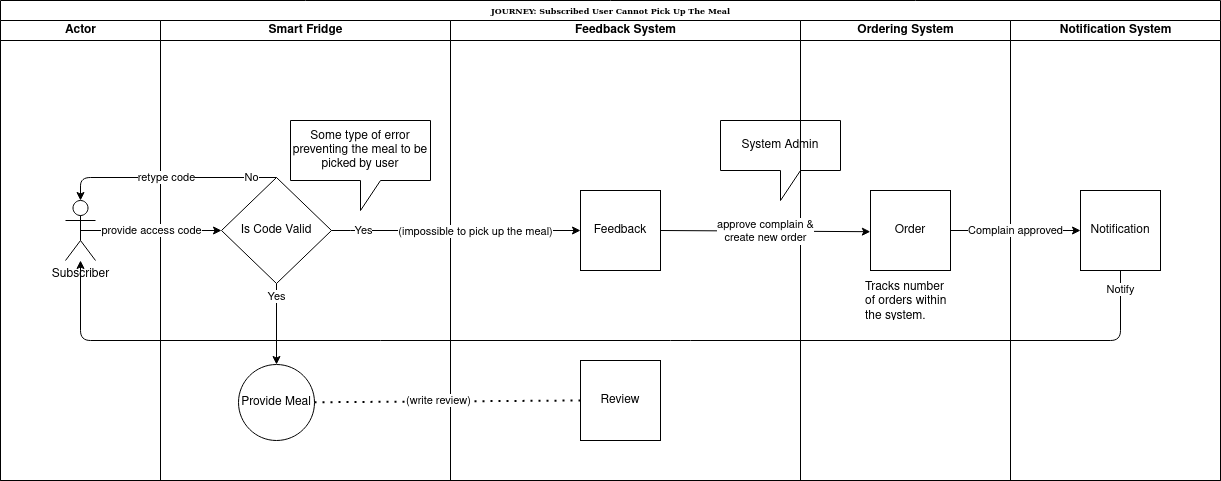 JOURNEY: Subscribed User Cannot Pick Up The Meal
Actor
Smart Fridge
Feedback System
Ordering System
Notification System
Some type of error
preventing the meal to be
picked by user
System Admin
retype code
No
provide access code
Is Code Valid
Yes
(impossible to pick up the meal)
Feedback
approve complain &
create new order
Order
Complain approved
Notification
Subscriber
Yes
Tracks number
of orders within
the system.
Notify
Provide Meal
(write review)
Review